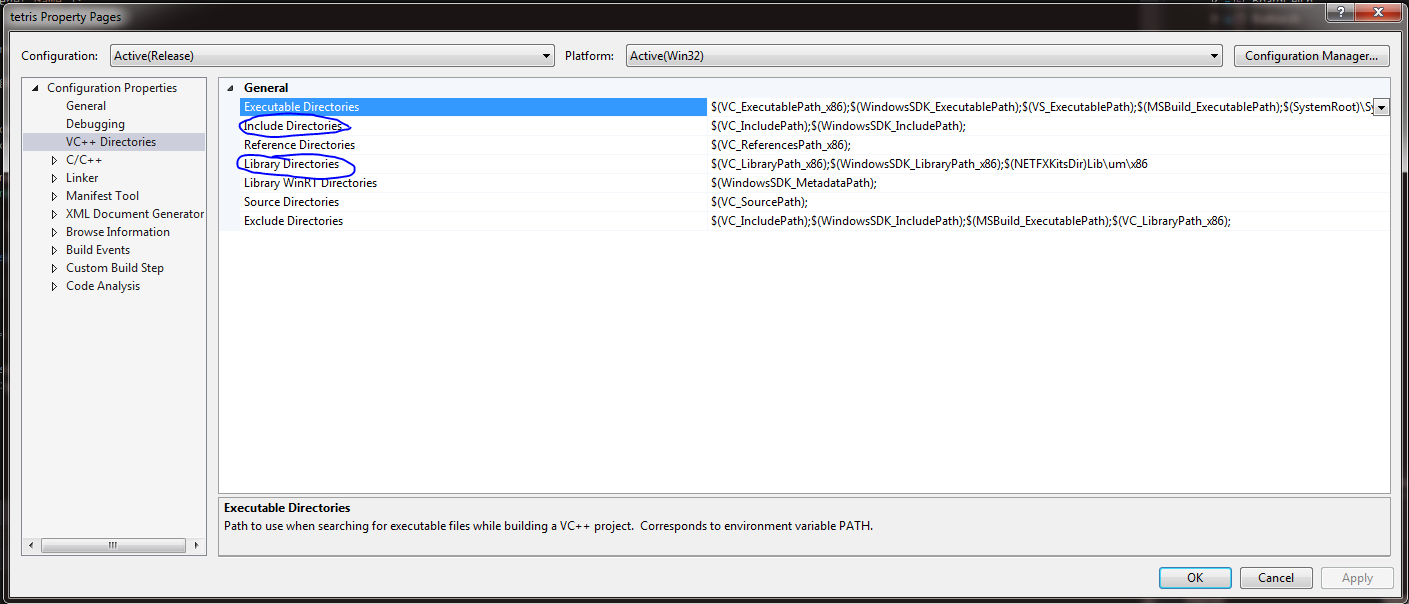 tetris Property Pages
Configuration: Active(Release) Platform: Active(Win32) Configuration Manager...
Configuration Properties
General
Debugging
VC++ Directories
C/C++
Linker
Manifest Tool
XML Document Generator
Browse Information
Build Events
Custom Build Step
Code Analysis
General
Executable Directories $(VC_ExecutablePath_x86);$(WindowsSDK_ExecutablePath);$(VS_ExecutablePath);$(MSBuild_ExecutablePath);$(SystemRoot)\Sy
Include Directories $(VC_IncludePath);$(WindowsSDK_IncludePath);
Reference Directories $(VC_ReferencesPath_x86);
Library Directories $(VC_LibraryPath_x86);$(WindowsSDK_LibraryPath_x86);$(NETFXKitsDir)Lib\um\x86
Library WinRT Directories $(WindowsSDK_MetadataPath);
Source Directories $(VC_SourcePath);
Exclude Directories $(VC_IncludePath);$(WindowsSDK_IncludePath);$(MSBuild_ExecutablePath);$(VC_LibraryPath_x86);
Executable Directories
Path to use when searching for executable files while building a VC++ project. Corresponds to environment variable PATH.
OK Cancel Apply